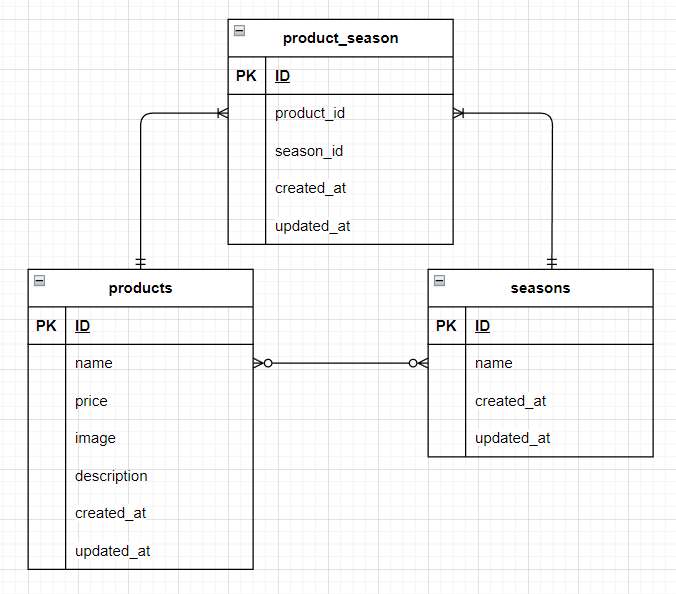 product_season
PK ID
product_id
season_id
created_at
updated_at
products
PK ID
name
price
image
description
created_at
updated_at
seasons
PK ID
name
created_at
updated_at